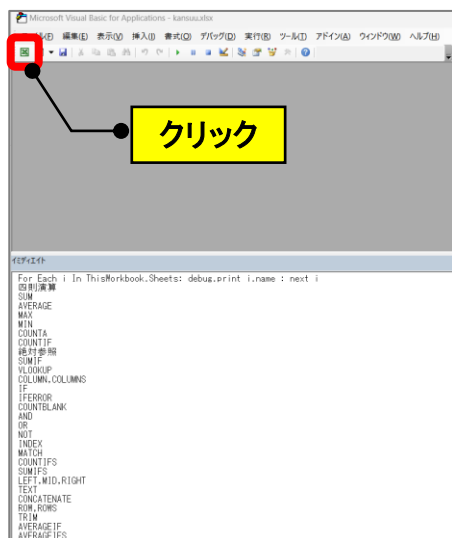 Microsoft Visual Basic for Applications - kansuu.xlsx
編集(E) 表示(V) 挿入(I) 書式(O) デバッグ(D) 実行(R) ツール(T) アドイン(A) ウィンドウ(W) ヘルプ(H)
クリック
イミディエイト
For Each i In ThisWorkbook.Sheets: debug.print i.name : next i
四則演算
SUM
AVERAGE
MAX
MIN
COUNTA
COUNTIF
絶対参照
SUMIF
VLOOKUP
COLUMN.COLUMNS
IF
IFERROR
COUNTBLANK
AND
OR
NOT
INDEX
MATCH
COUNTIFS
SUMIFS
LEFT.MID.RIGHT
TEXT
CONCATENATE
ROW.ROWS
TRIM
AVERAGEIF
AVERAGEIFS